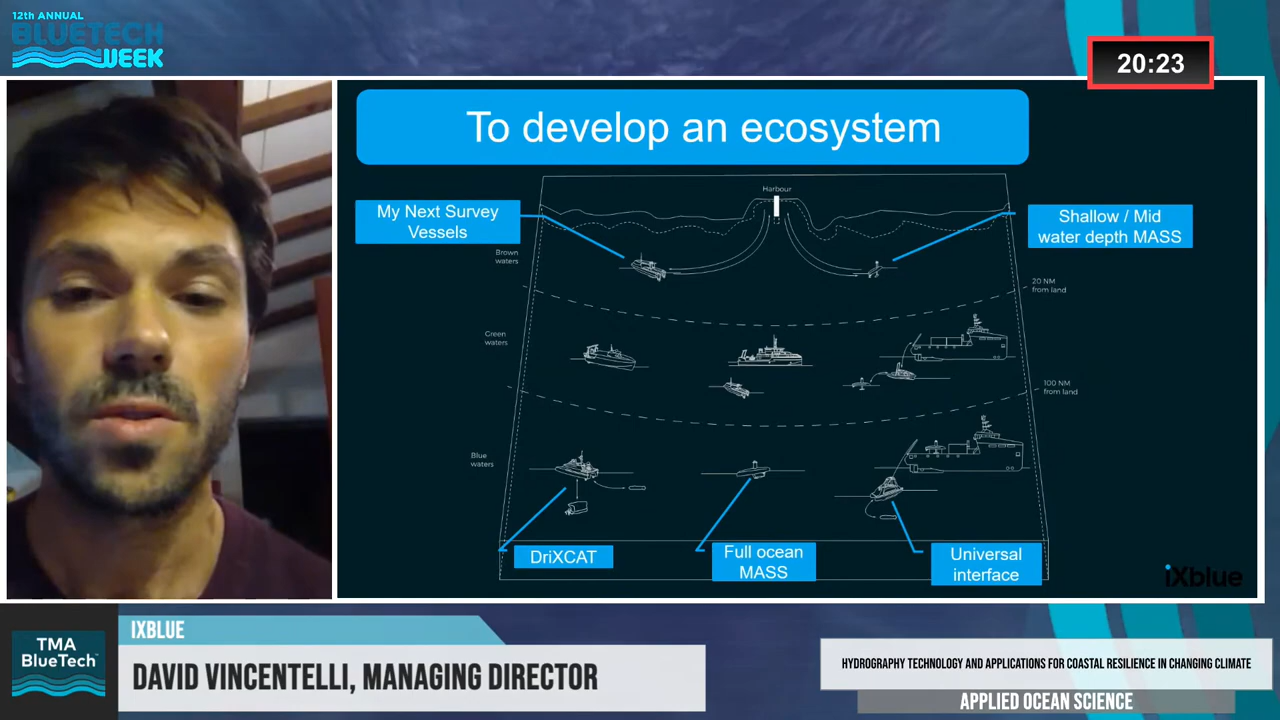 12th ANNUAL
BLUETECH
WEEK
20:23
To develop an ecosystem
Harbour
My Next Survey
Vessels
Shallow / Mid
water depth MASS
Brown
waters
20 NM
from land
Green
waters
100 NM
from land
Blue
waters
DriXCAT
Full ocean
MASS
Universal
interface
iXblue
TMA
BlueTech™
IXBLUE
DAVID VINCENTELLI, MANAGING DIRECTOR
HYDROGRAPHY TECHNOLOGY AND APPLICATIONS FOR COASTAL RESILIENCE IN CHANGING CLIMATE
APPLIED OCEAN SCIENCE